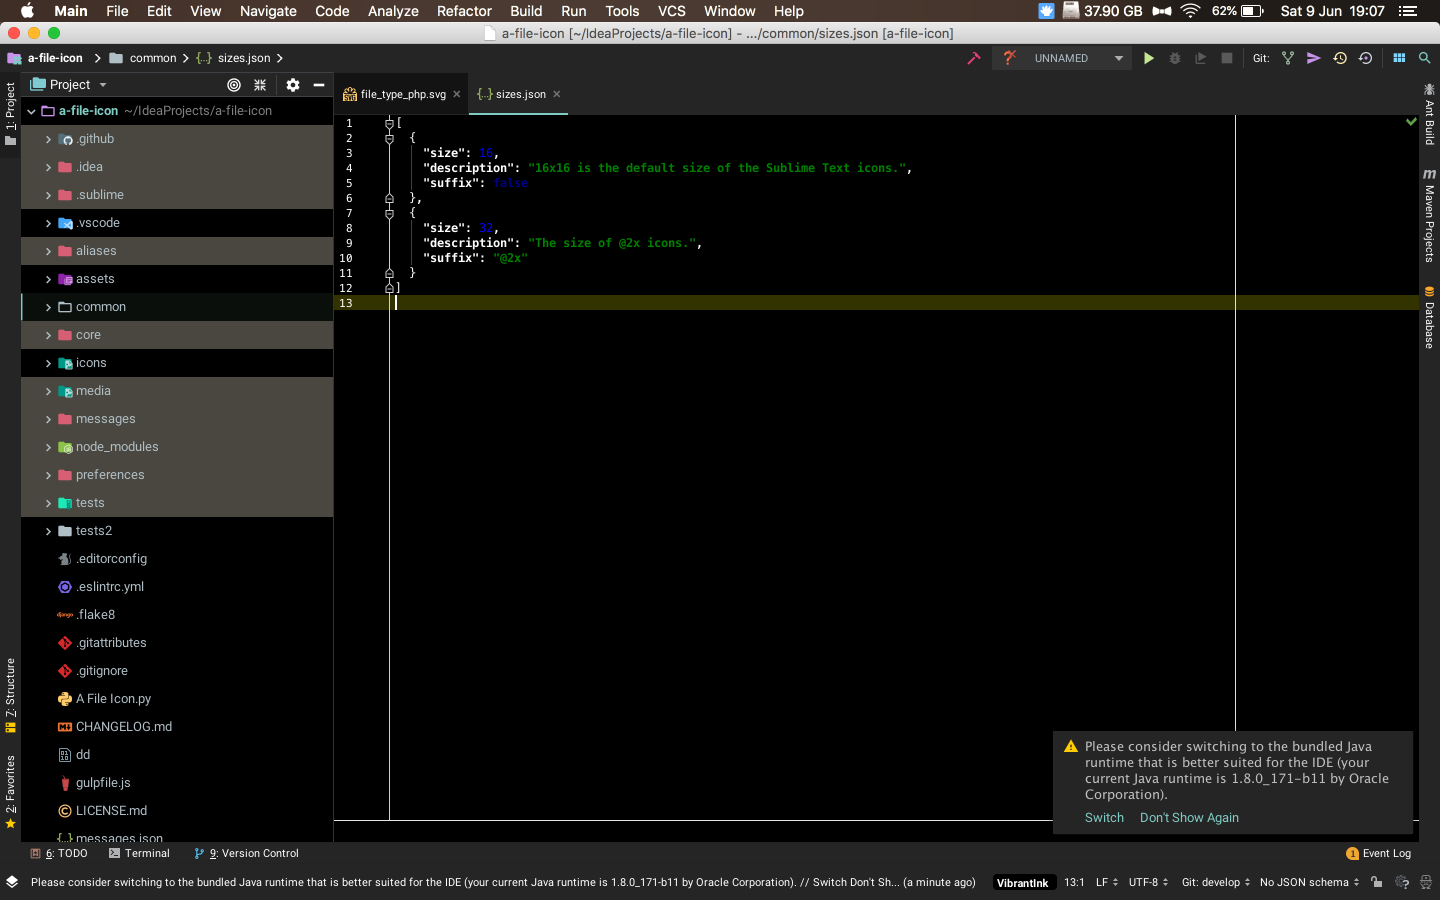 Main File Edit View Navigate Code Analyze Refactor Build Run Tools VCS Window Help 37.90 GB 62% Sat 9 Jun 19:07
a-file-icon [~/IdeaProjects/a-file-icon] - .../common/sizes.json [a-file-icon]
a-file-icon common sizes.json UNNAMED Git:
Project
a-file-icon ~/IdeaProjects/a-file-icon
.github
.idea
.sublime
.vscode
aliases
assets
common
core
icons
media
messages
node_modules
preferences
tests
tests2
.editorconfig
.eslintrc.yml
.flake8
.gitattributes
.gitignore
A File Icon.py
CHANGELOG.md
dd
gulpfile.js
LICENSE.md
messages.json
1: Project
7: Structure
2: Favorites
file_type_php.svg sizes.json
1 [
2 {
3 "size": 16,
4 "description": "16x16 is the default size of the Sublime Text icons.",
5 "suffix": false
6 },
7 {
8 "size": 32,
9 "description": "The size of @2x icons.",
10 "suffix": "@2x"
11 }
12 ]
13
Ant Build
Maven Projects
Database
Please consider switching to the bundled Java
runtime that is better suited for the IDE (your
current Java runtime is 1.8.0_171-b11 by Oracle
Corporation).
Switch Don't Show Again
6: TODO Terminal 9: Version Control 1 Event Log
Please consider switching to the bundled Java runtime that is better suited for the IDE (your current Java runtime is 1.8.0_171-b11 by Oracle Corporation). // Switch Don't Sh... (a minute ago) VibrantInk 13:1 LF UTF-8 Git: develop No JSON schema